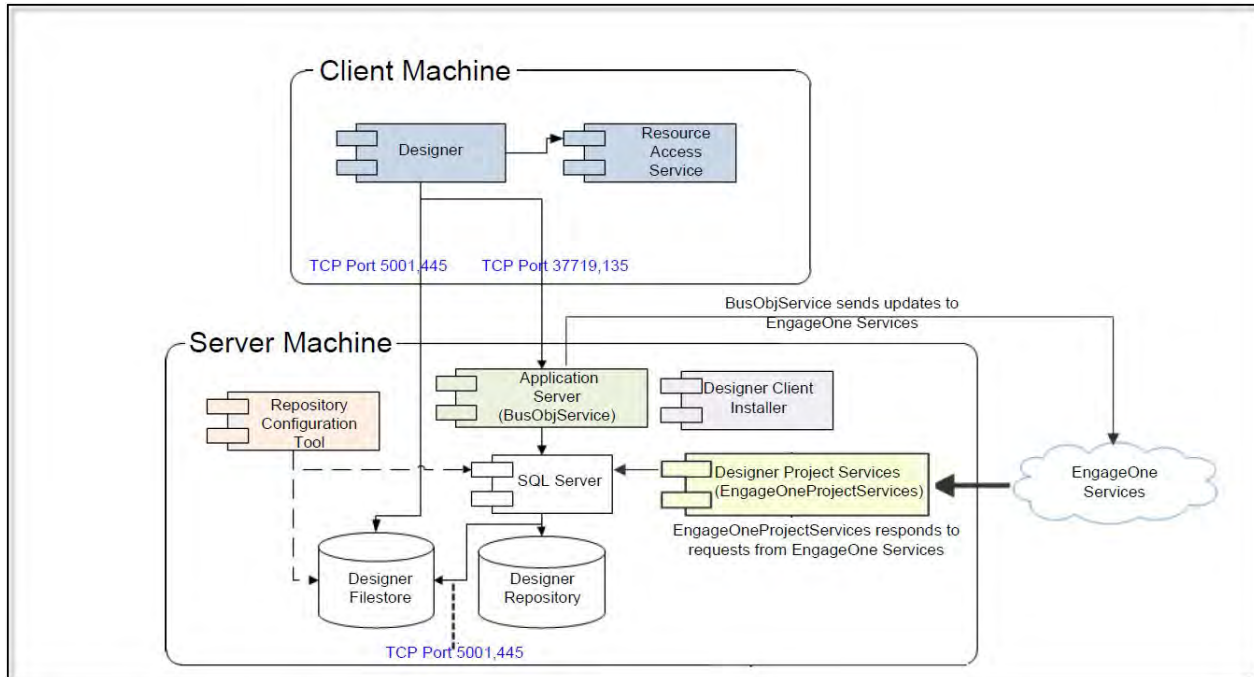 Client Machine
Designer
Resource
Access
Service
TCP Port 5001,445
TCP Port 37719,135
BusObjService sends updates to
EngageOne Services
Server Machine
Repository
Configuration
Tool
Application
Server
(BusObjService)
Designer Client
Installer
SQL Server
Designer Project Services
(EngageOneProjectServices)
EngageOne
Services
EngageOneProjectServices responds to
requests from EngageOne Services
Designer
Filestore
Designer
Repository
TCP Port 5001,445